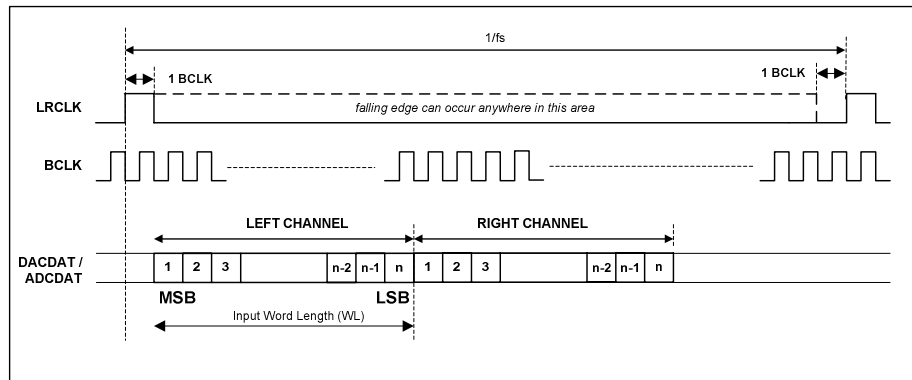 1/fs
1 BCLK
1 BCLK
LRCLK
falling edge can occur anywhere in this area
BCLK
LEFT CHANNEL
RIGHT CHANNEL
DACDAT /
ADCDAT
1 2 3 n-2 n-1 n 1 2 3 n-2 n-1 n
MSB LSB
Input Word Length (WL)